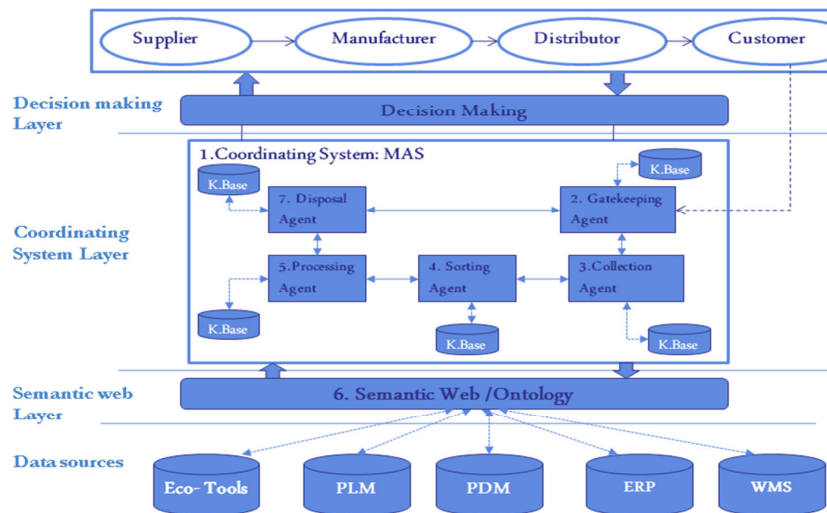 Supplier
Manufacturer
Distributor
Customer
Decision making
Layer
Decision Making
1.Coordinating System: MAS
K.Base
K.Base
7. Disposal
Agent
2. Gatekeeping
Agent
Coordinating
System Layer
5.Processing
Agent
4. Sorting
Agent
3.Collection
Agent
K.Base
K.Base
K.Base
Semantic web
Layer
6. Semantic Web /Ontology
Data sources
Eco- Tools
PLM
PDM
ERP
WMS